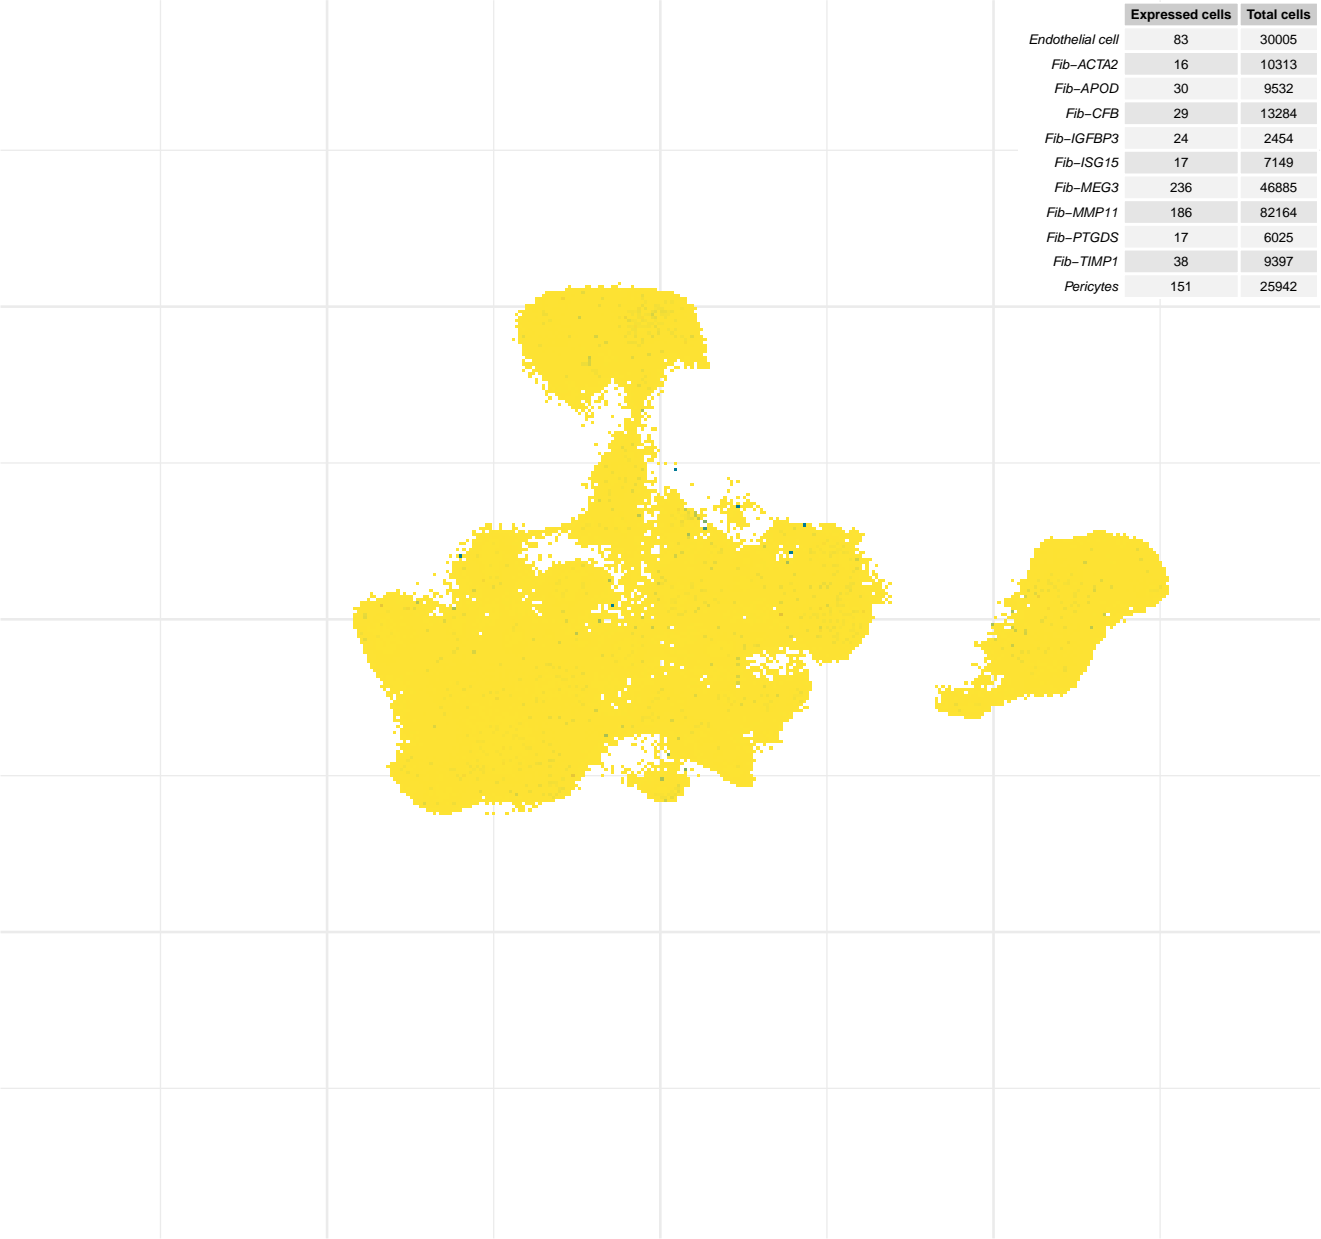 Expressed cells Total cells
Endothelial cell 83 30005
Fib−ACTA2 16 10313
Fib−APOD 30 9532
Fib−CFB 29 13284
Fib−IGFBP3 24 2454
Fib−ISG15 17 7149
Fib−MEG3 236 46885
Fib−MMP11 186 82164
Fib−PTGDS 17 6025
Fib−TIMP1 38 9397
Pericytes 151 25942